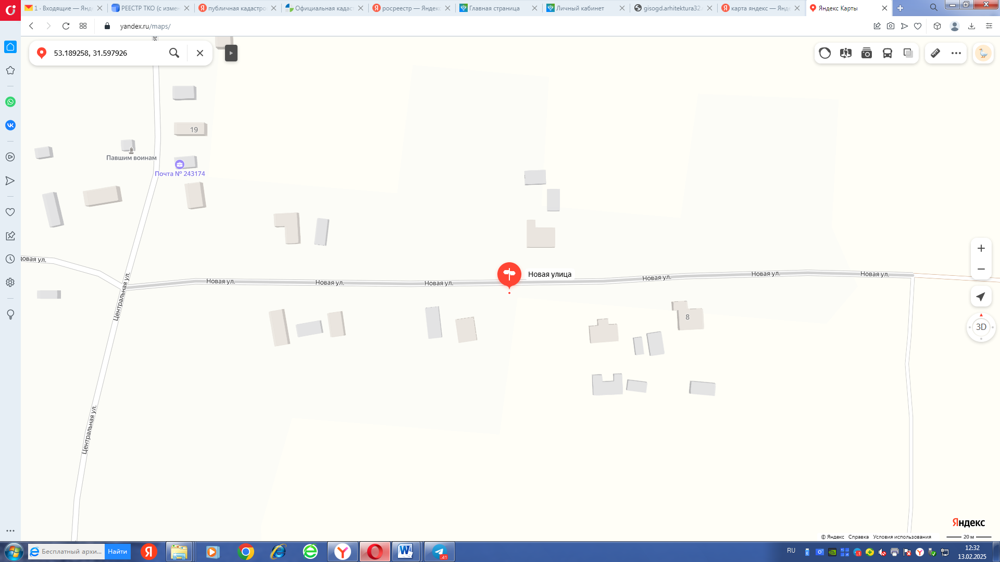 1 · Входящие — Янд
РЕЕСТР ТКО (с измен
публичная кадастро
Официальная кадас
росреестр — Яндек
Главная страница
Личный кабинет
gisogd.arhitektura32.
карта яндекс — Янд
Яндекс Карты
yandex.ru/maps/
53.189258, 31.597926
19
Павшим воинам
Почта № 243174
довая ул.
Центральная ул.
Новая ул.
Новая ул.
Новая ул.
Новая улица
Новая ул.
Новая ул.
Новая ул.
8
3D
Центральная ул.
Яндекс
© Яндекс Справка Условия использования
20 м
Бесплатный архи...
Найти
41
RU
12:32
13.02.2025